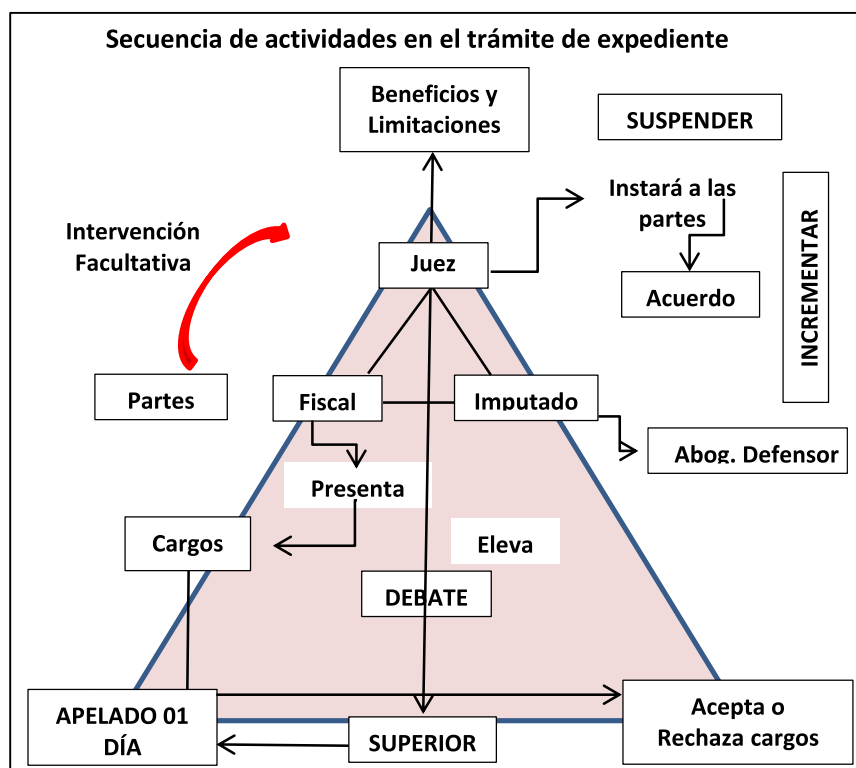 Secuencia de actividades en el trámite de expediente
Beneficios y
Limitaciones
SUSPENDER
Instará a las
partes
INCREMENTAR
Intervención
Facultativa
Juez
Acuerdo
Partes
Fiscal
Imputado
Abog. Defensor
Presenta
Cargos
Eleva
DEBATE
APELADO 01
DÍA
SUPERIOR
Acepta o
Rechaza cargos